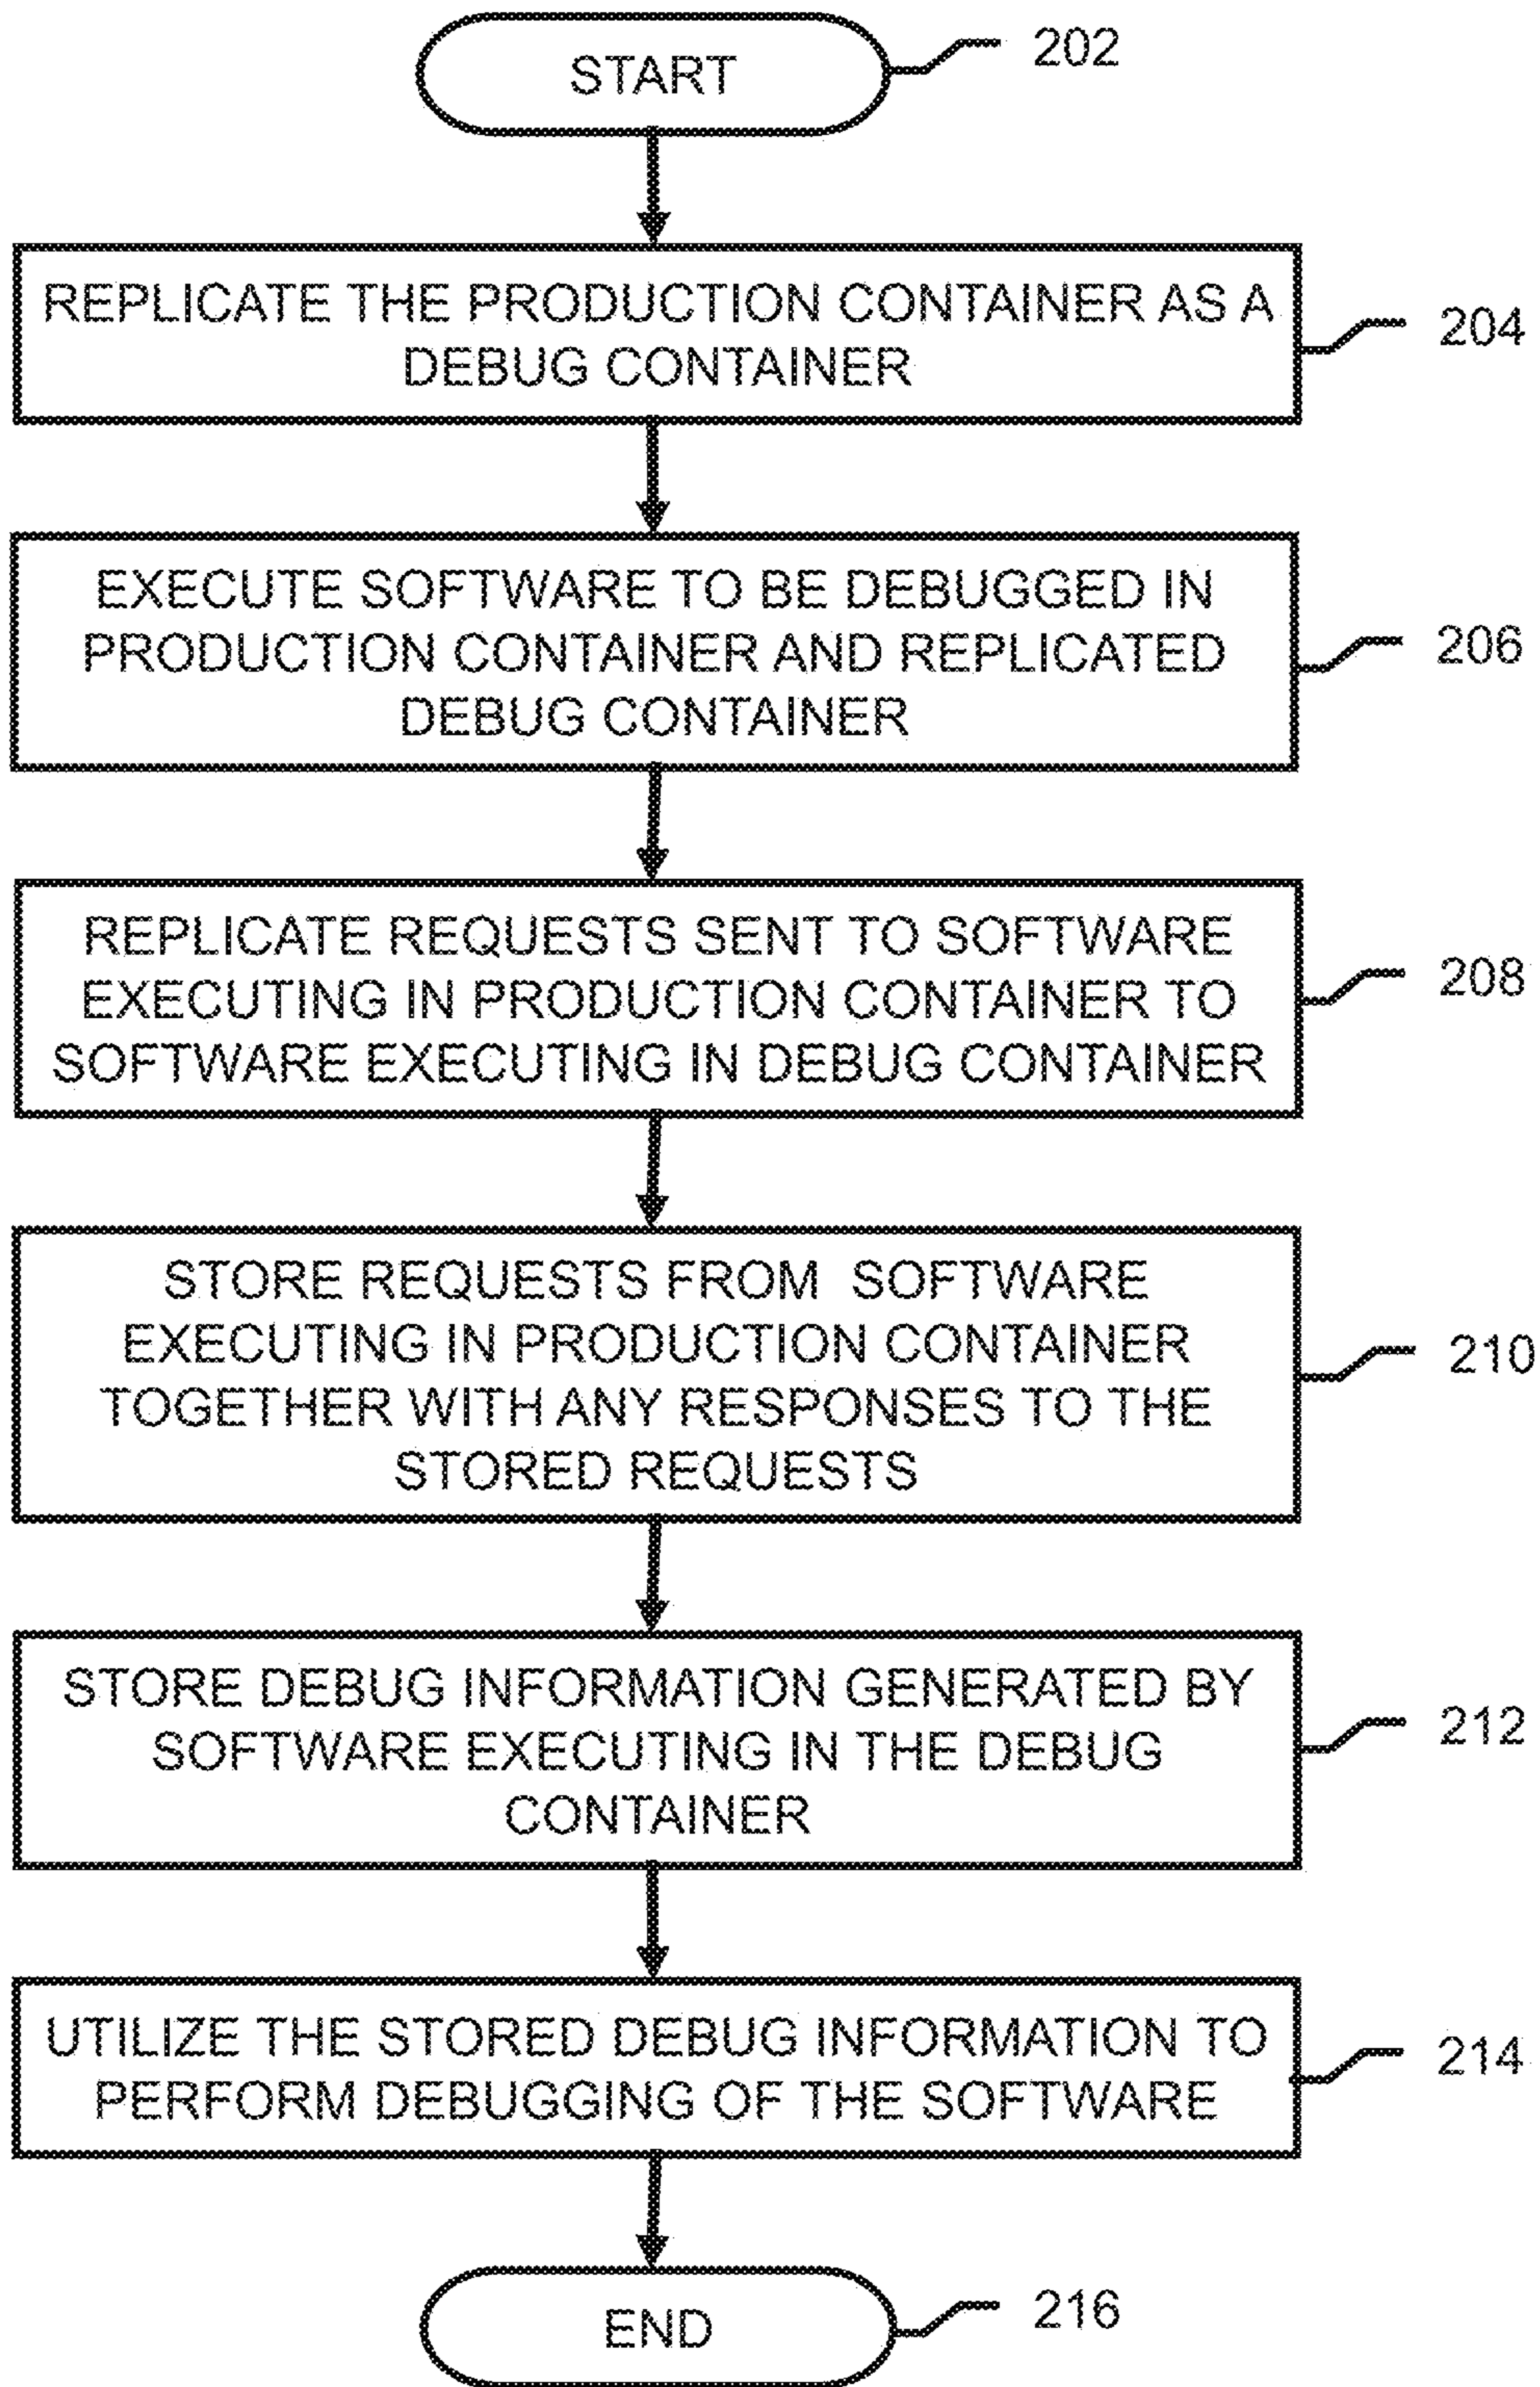 START
202
REPLICATE THE PRODUCTION CONTAINER AS A
DEBUG CONTAINER
204
EXECUTE SOFTWARE TO BE DEBUGGED IN
PRODUCTION CONTAINER AND REPLICATED
DEBUG CONTAINER
206
REPLICATE REQUESTS SENT TO SOFTWARE
EXECUTING IN PRODUCTION CONTAINER TO
SOFTWARE EXECUTING IN DEBUG CONTAINER
208
STORE REQUESTS FROM SOFTWARE
EXECUTING IN PRODUCTION CONTAINER
TOGETHER WITH ANY RESPONSES TO THE
STORED REQUESTS
210
STORE DEBUG INFORMATION GENERATED BY
SOFTWARE EXECUTING IN THE DEBUG
CONTAINER
212
UTILIZE THE STORED DEBUG INFORMATION TO
PERFORM DEBUGGING OF THE SOFTWARE
214
END
216